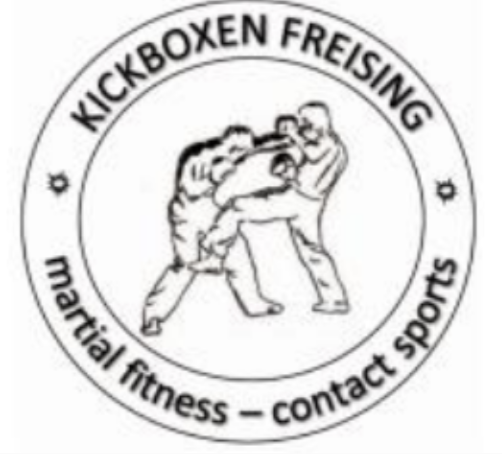 KICKBOXEN FREISING
martial fitness – contact sports